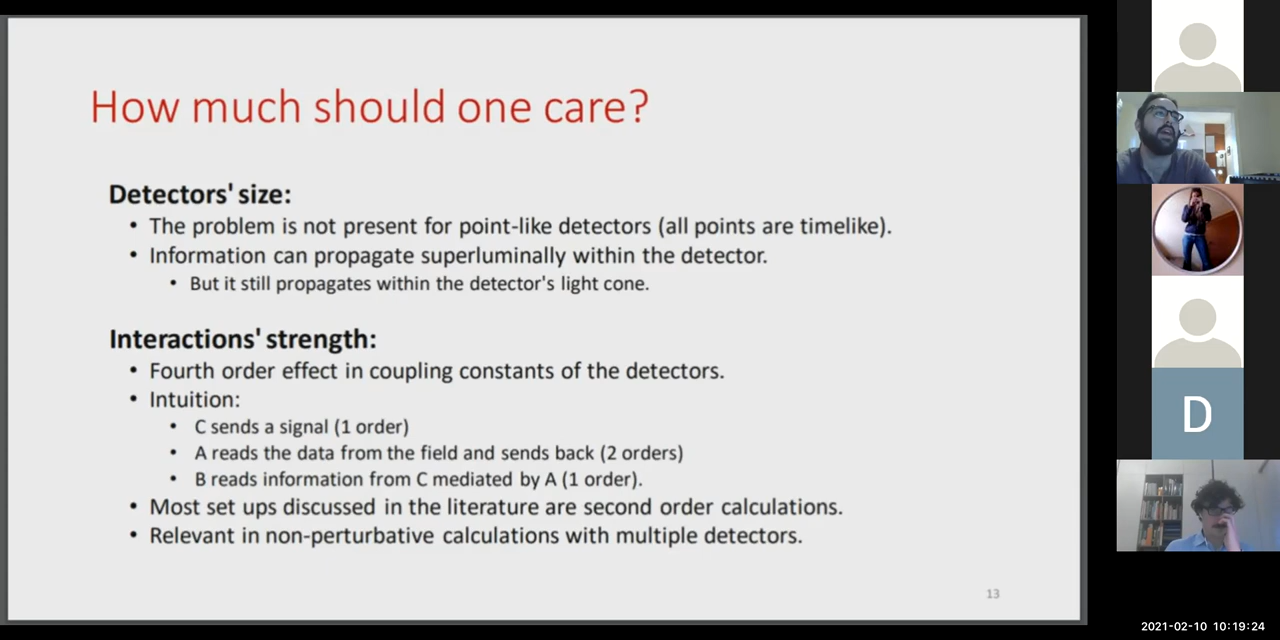 How much should one care?
Detectors' size:
• The problem is not present for point-like detectors (all points are timelike).
• Information can propagate superluminally within the detector.
• But it still propagates within the detector's light cone.
Interactions' strength:
• Fourth order effect in coupling constants of the detectors.
• Intuition:
• C sends a signal (1 order)
• A reads the data from the field and sends back (2 orders)
• B reads information from C mediated by A (1 order).
• Most set ups discussed in the literature are second order calculations.
• Relevant in non-perturbative calculations with multiple detectors.
13
D
2021-02-10 10:19:24